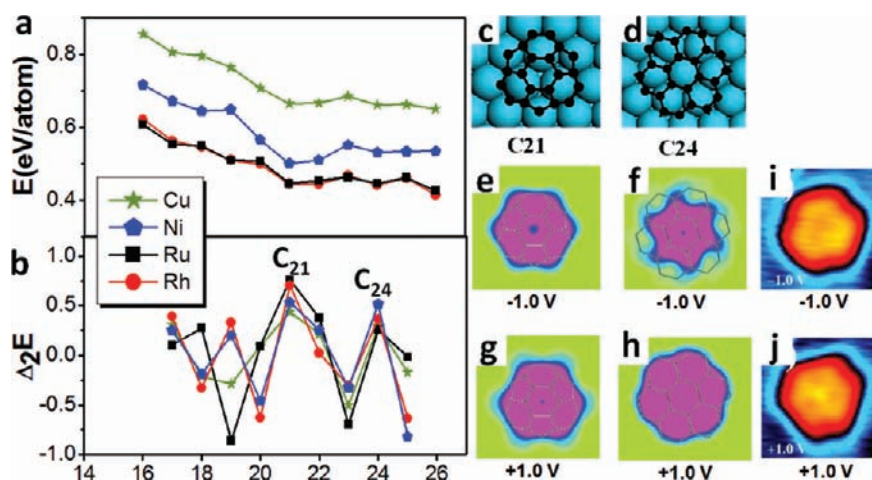 a
E(eV/atom)
0.8
0.6
0.4
Cu
Ni
Ru
Rh
b
Δ₂E
1.0
0.5
0.0
-0.5
-1.0
C₂₁
C₂₄
14 16 18 20 22 24 26
c
C21
d
C24
e
-1.0 V
f
-1.0 V
i
-1.0 V
-1.0 V
g
+1.0 V
h
+1.0 V
j
+1.0 V
+1.0 V